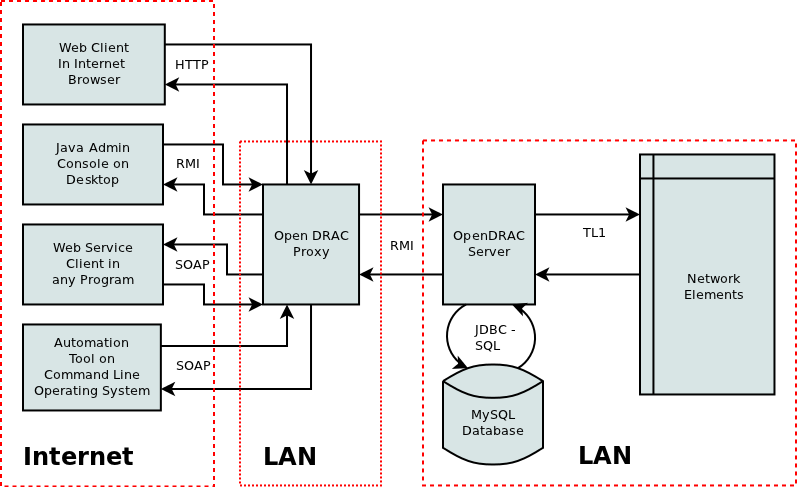 Web Client
In Internet
Browser
HTTP
Java Admin
Console on
Desktop
RMI
Web Service
Client in
any Program
SOAP
Automation
Tool on
Command Line
Operating System
SOAP
Internet
Open DRAC
Proxy
LAN
RMI
OpenDRAC
Server
TL1
Network
Elements
JDBC -
SQL
MySQL
Database
LAN